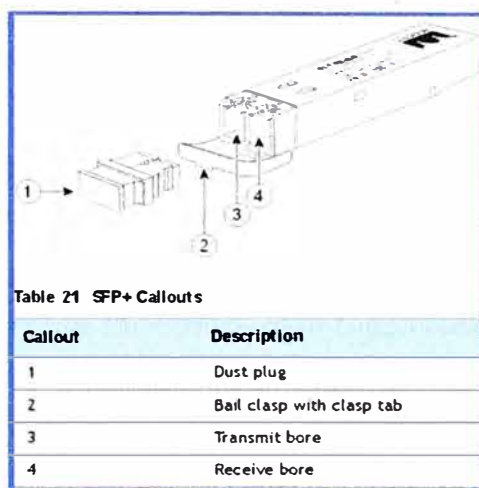 1
2
3
4
Table 21 SFP+ Callouts
Callout Description
1 Dust plug
2 Bail clasp with clasp tab
3 Transmit bore
4 Receive bore